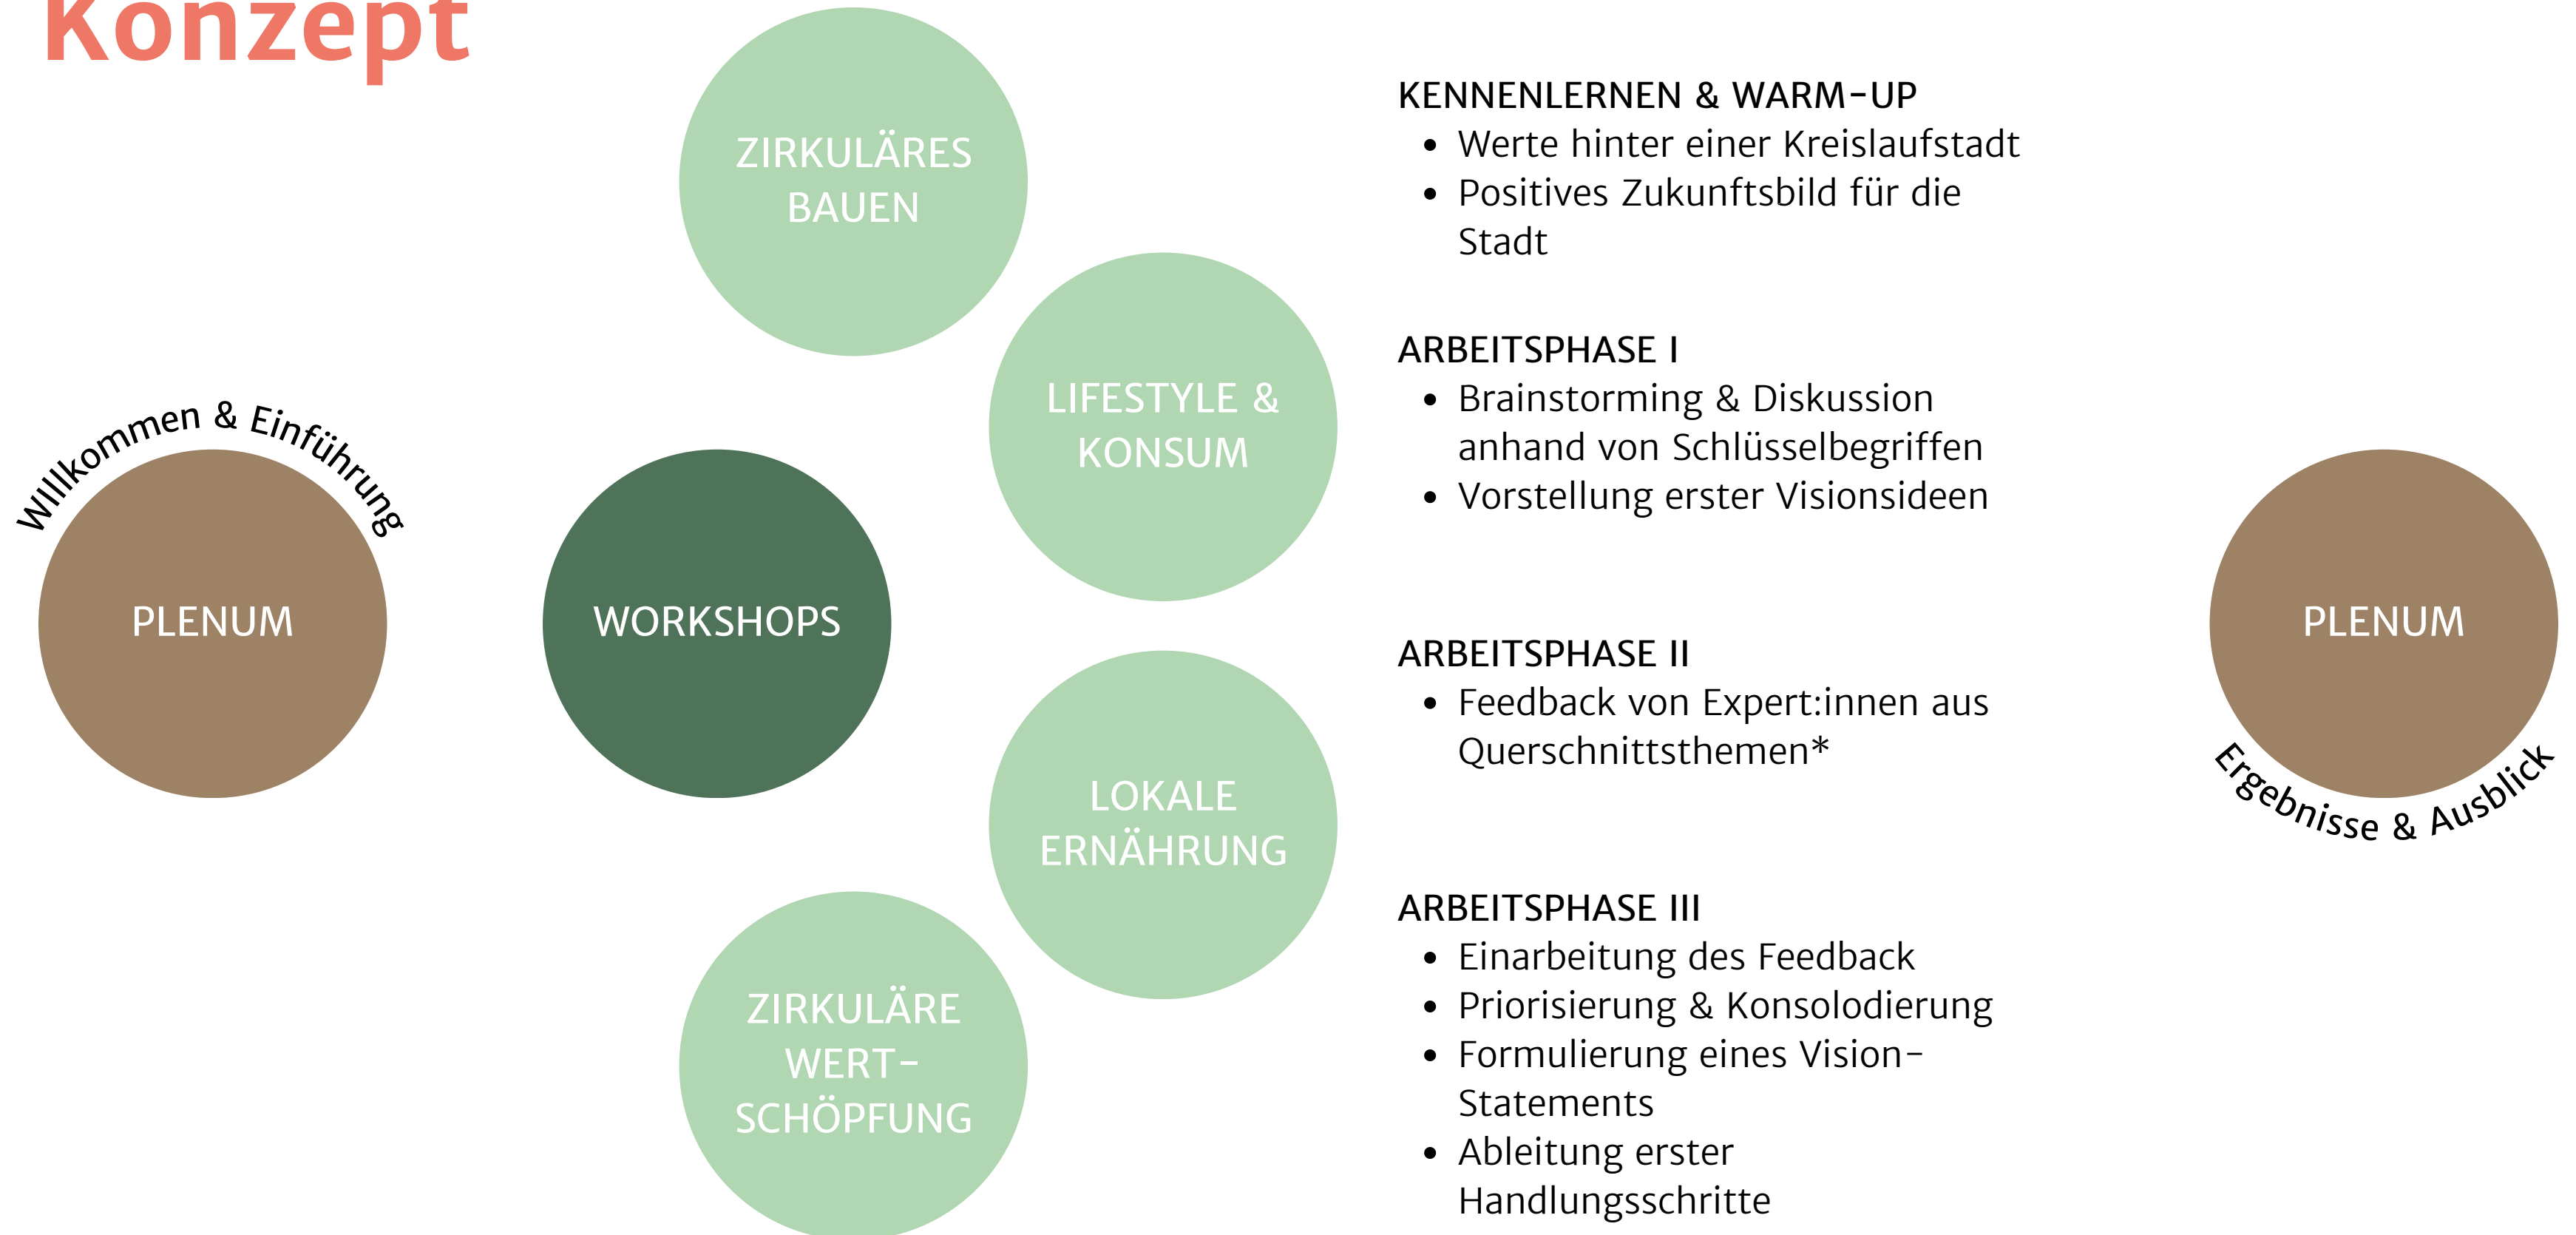 Konzept
Willkommen & Einführung
PLENUM
WORKSHOPS
ZIRKULÄRES
BAUEN
LIFESTYLE &
KONSUM
LOKALE
ERNÄHRUNG
ZIRKULÄRE
WERT-
SCHÖPFUNG
KENNENLERNEN & WARM-UP
• Werte hinter einer Kreislaufstadt
• Positives Zukunftsbild für die
Stadt
ARBEITSPHASE I
• Brainstorming & Diskussion
anhand von Schlüsselbegriffen
• Vorstellung erster Visionsideen
ARBEITSPHASE II
• Feedback von Expert:innen aus
Querschnittsthemen*
ARBEITSPHASE III
• Einarbeitung des Feedback
• Priorisierung & Konsolodierung
• Formulierung eines Vision-
Statements
• Ableitung erster
Handlungsschritte
PLENUM
Ergebnisse & Ausblick